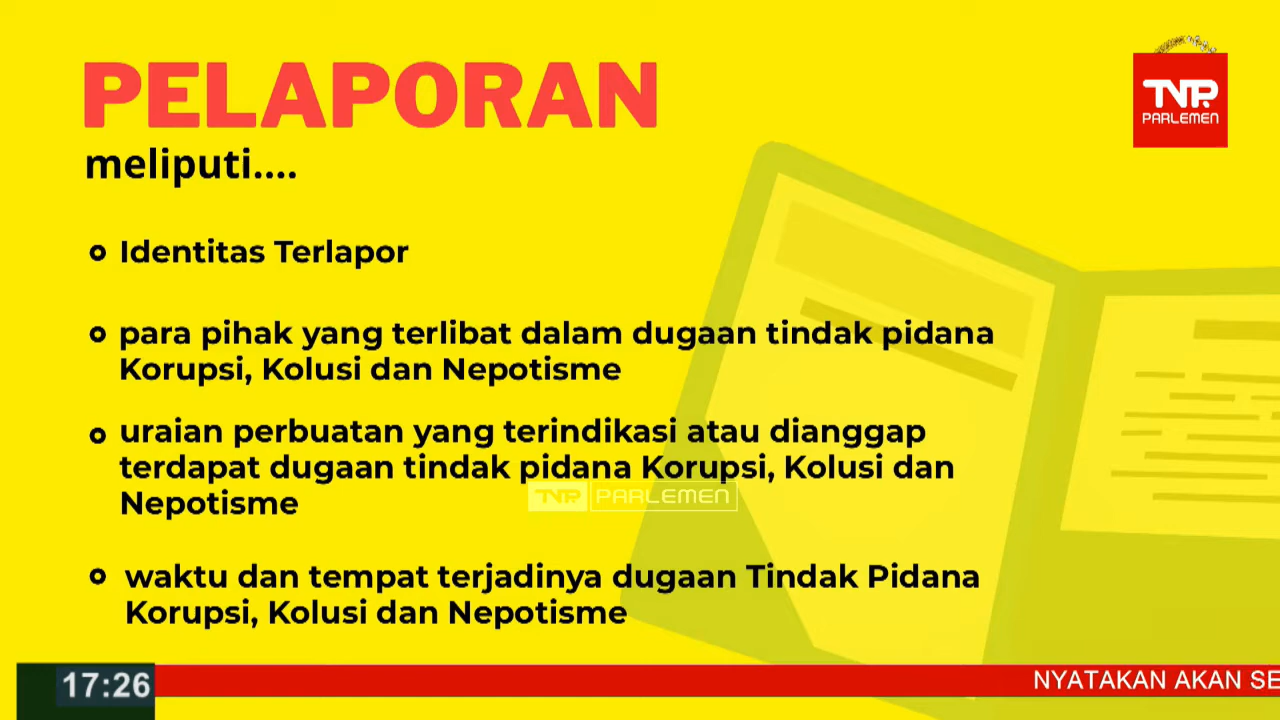 PELAPORAN
meliputi....
Identitas Terlapor
para pihak yang terlibat dalam dugaan tindak pidana
Korupsi, Kolusi dan Nepotisme
uraian perbuatan yang terindikasi atau dianggap
terdapat dugaan tindak pidana Korupsi, Kolusi dan
Nepotisme
waktu dan tempat terjadinya dugaan Tindak Pidana
Korupsi, Kolusi dan Nepotisme
TVR
PARLEMEN
TVR PARLEMEN
17:26
NYATAKAN AKAN SE